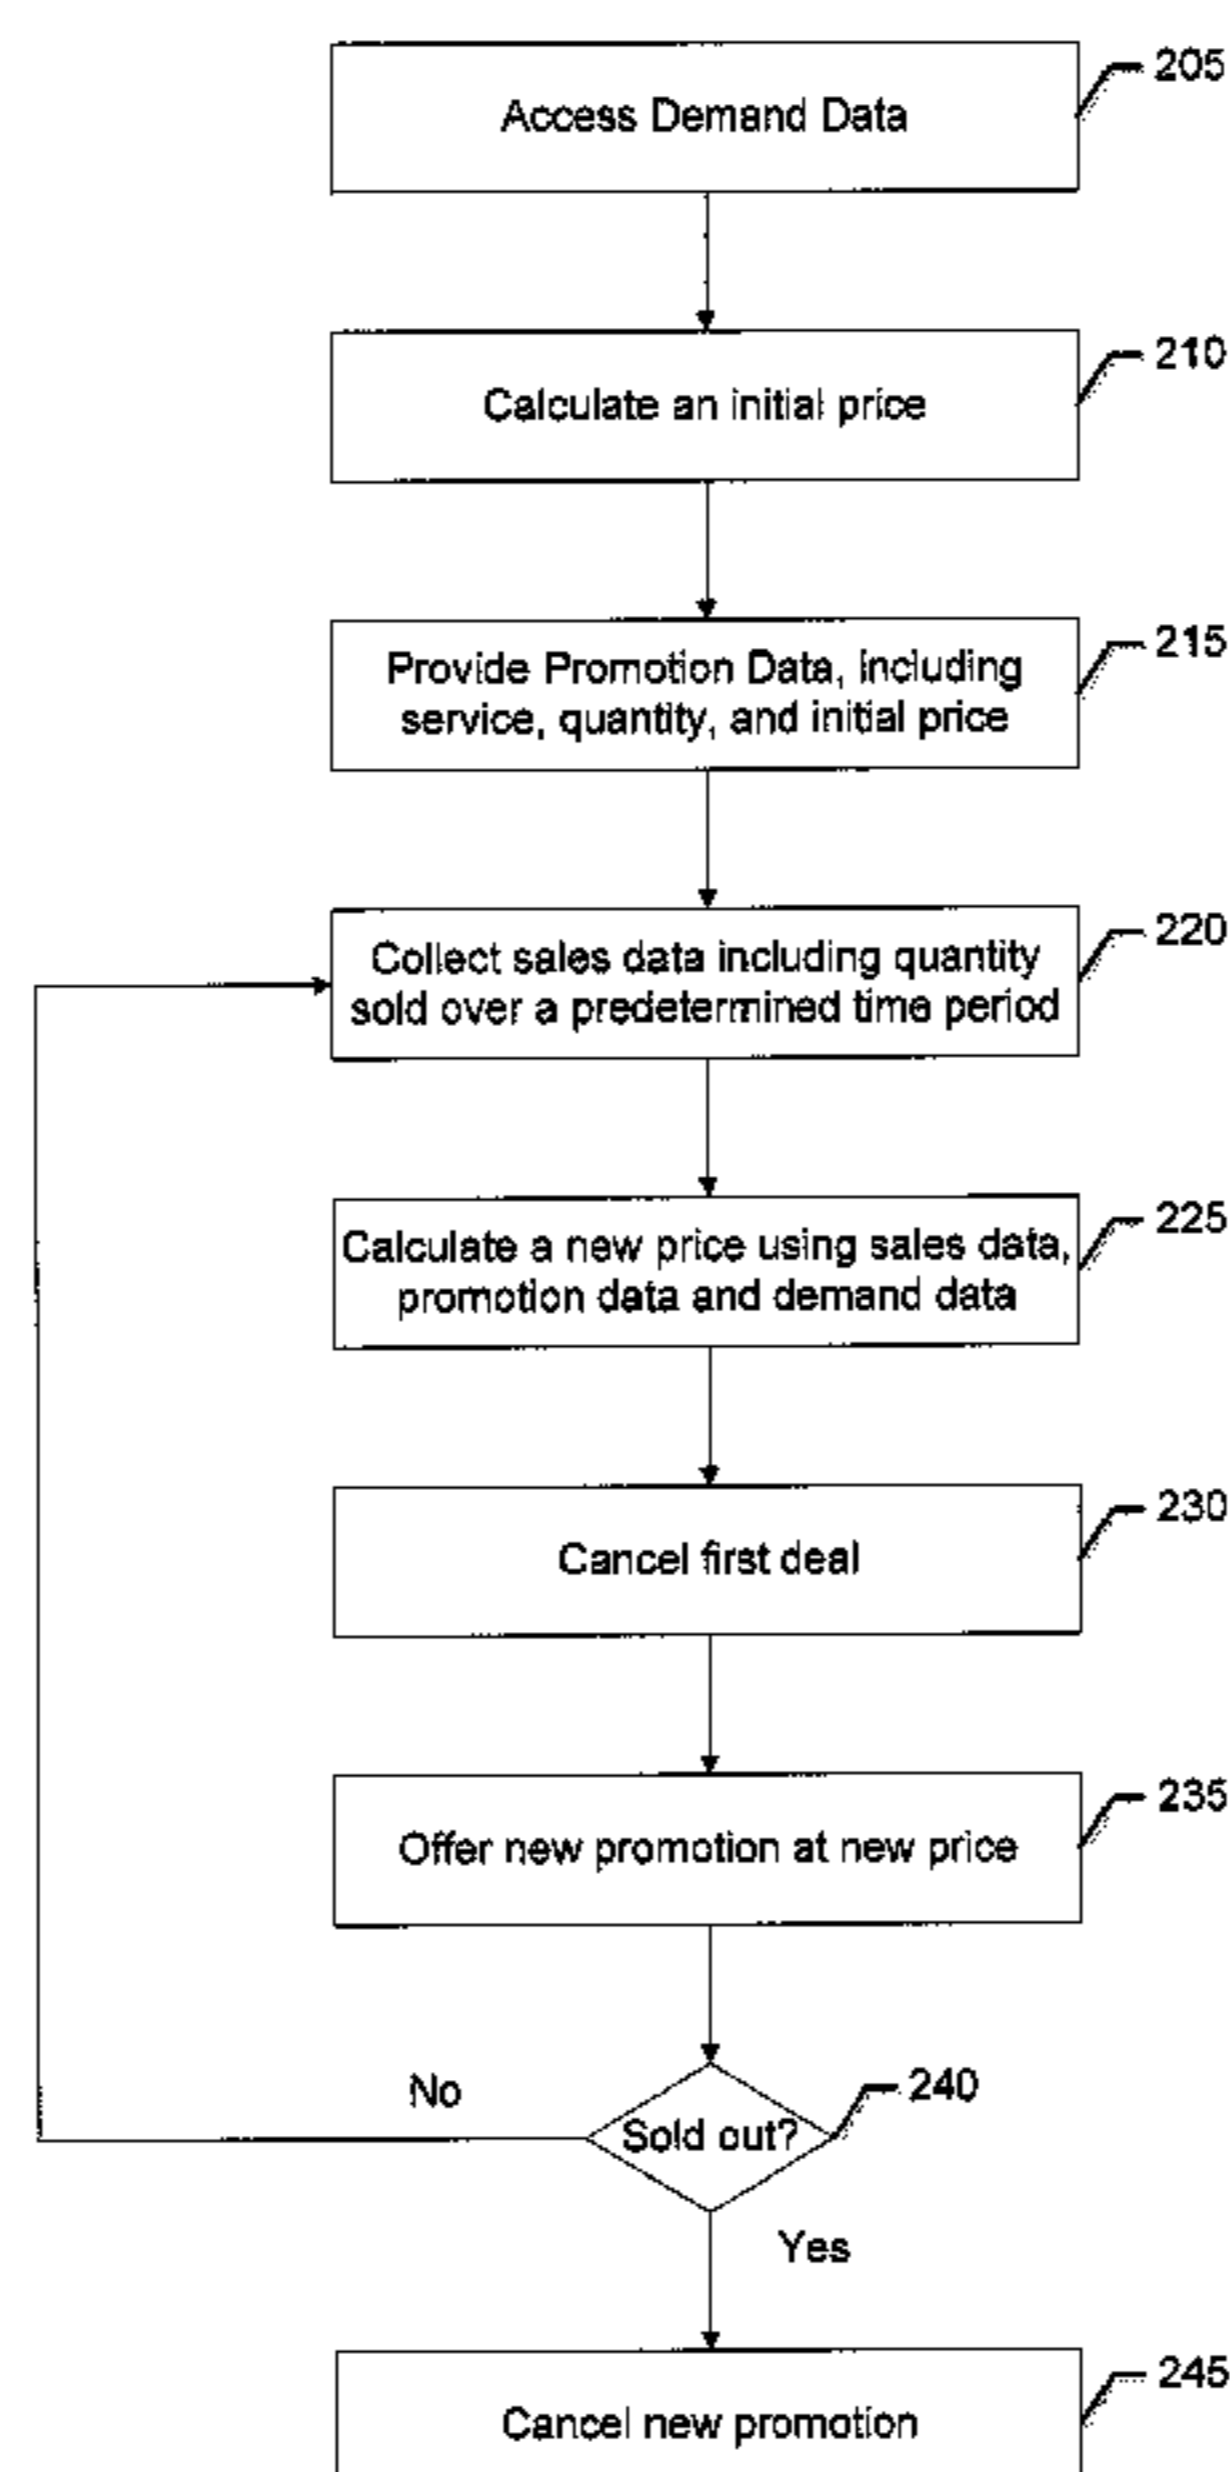 205
Access Demand Data
210
Calculate an initial price
215
Provide Promotion Data, including
service, quantity, and initial price
220
Collect sales data including quantity
sold over a predetermined time period
225
Calculate a new price using sales data,
promotion data and demand data
230
Cancel first deal
235
Offer new promotion at new price
240
No
Sold out?
Yes
245
Cancel new promotion